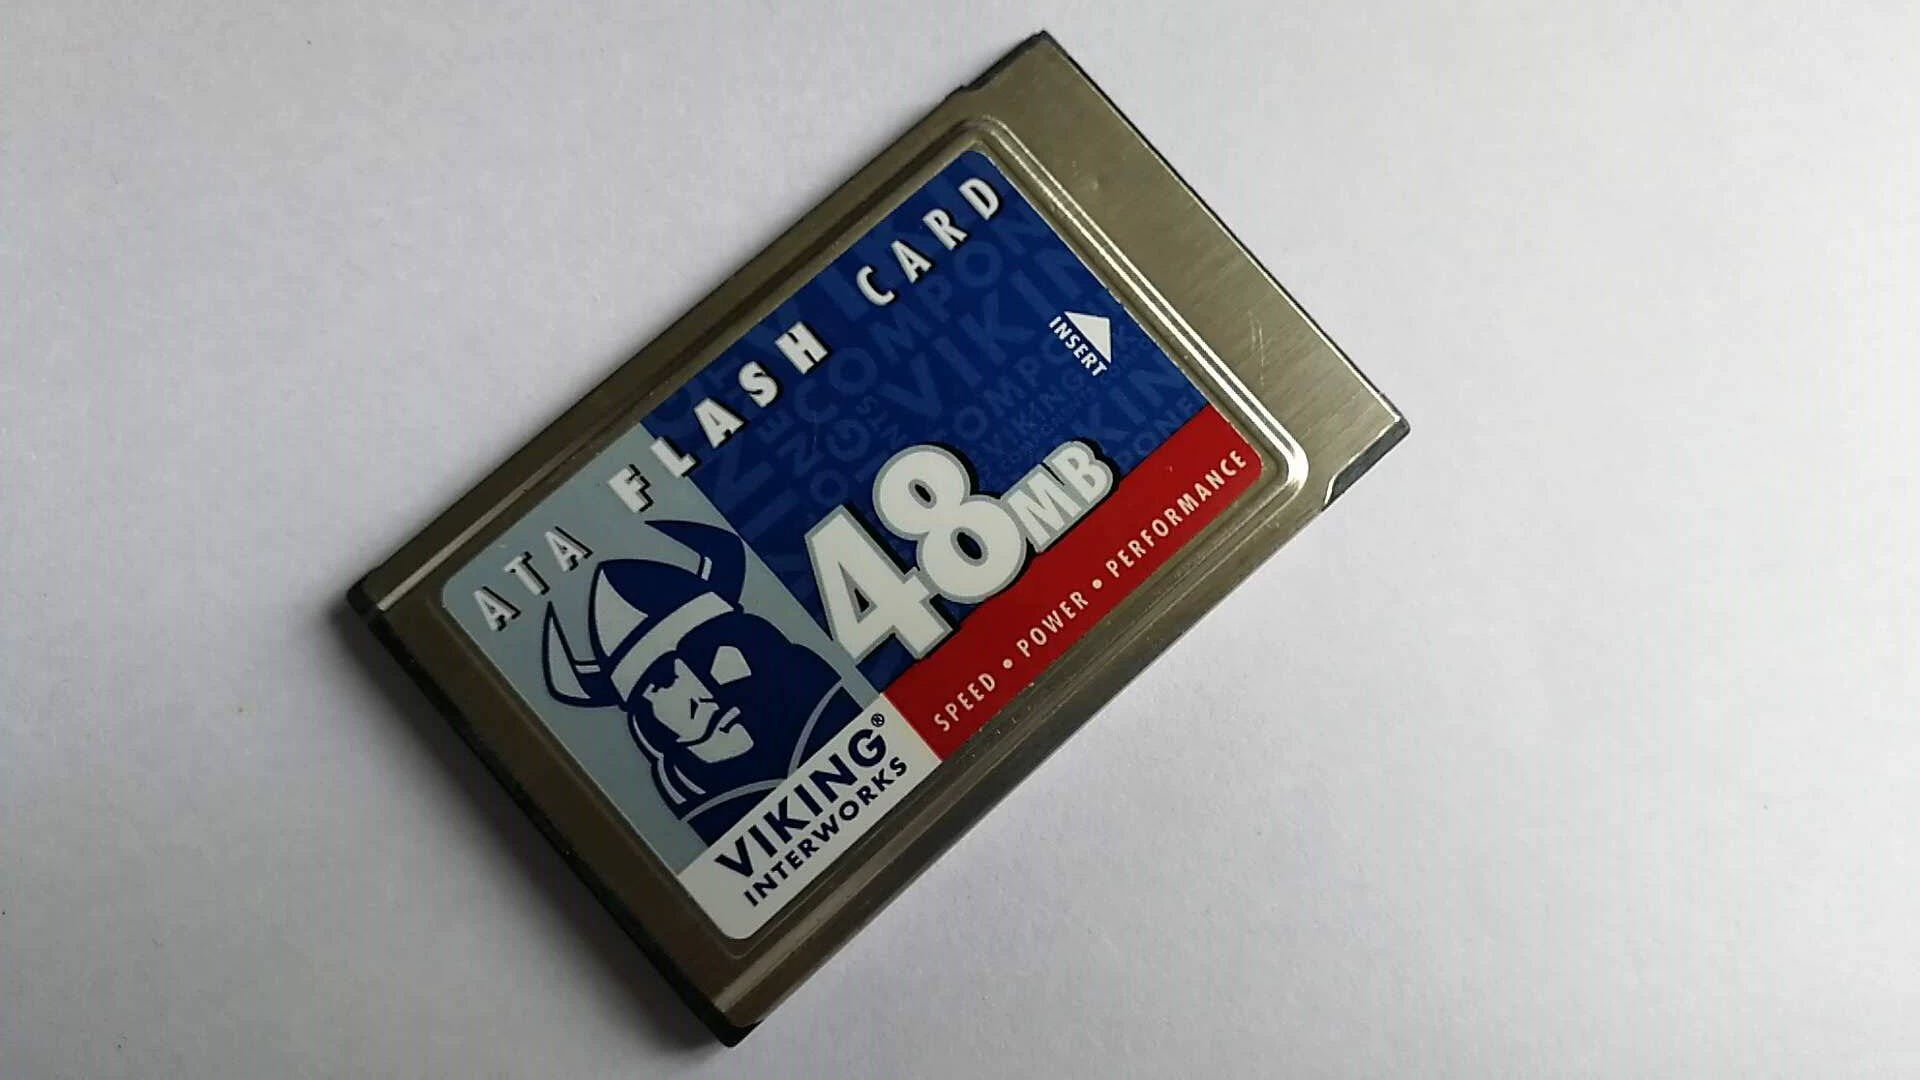 ATA FLASH CARD
INSERT
48MB
SPEED • POWER • PERFORMANCE
VIKING®
INTERWORKS